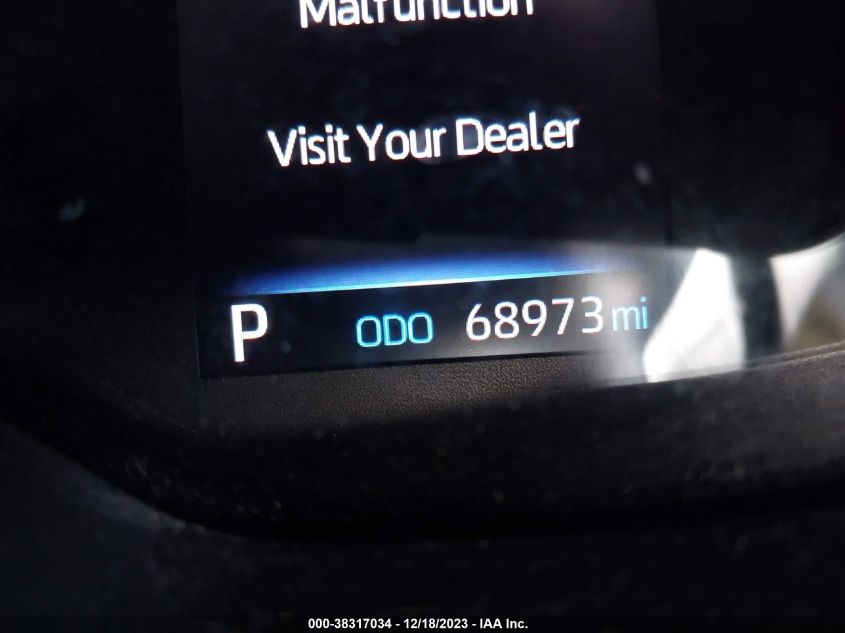 Malfunction
Visit Your Dealer
P ODO 68973 mi
000-38317034 - 12/18/2023 - IAA Inc.